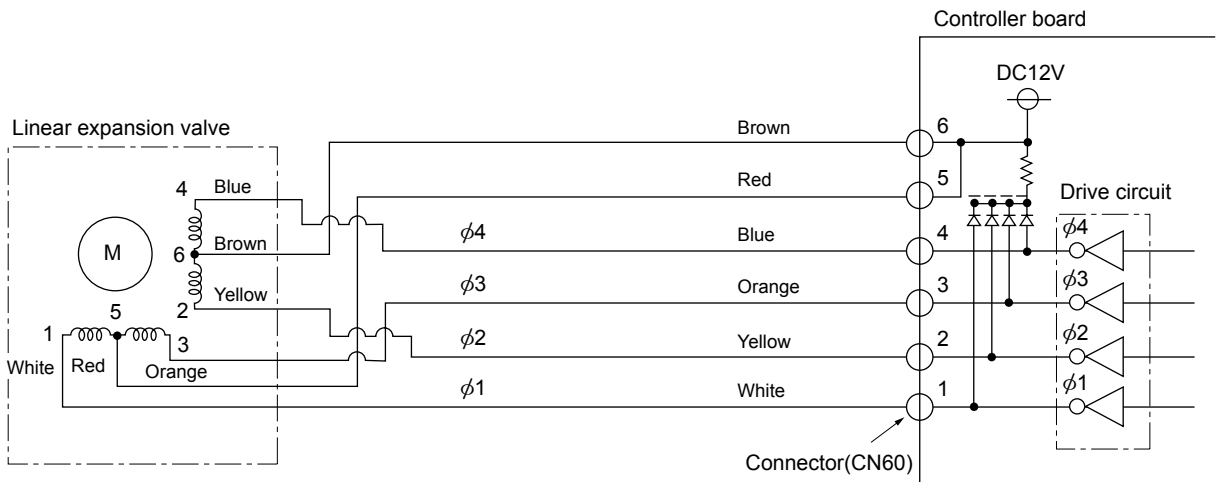 Controller board
DC12V
Linear expansion valve
Brown
6
Red
5
Drive circuit
4
Blue
M
Brown
6
ϕ4
Blue
4
ϕ4
Yellow
2
ϕ3
Orange
3
ϕ3
5
1
3
White
Red
Orange
ϕ2
Yellow
2
ϕ2
ϕ1
White
1
ϕ1
Connector(CN60)